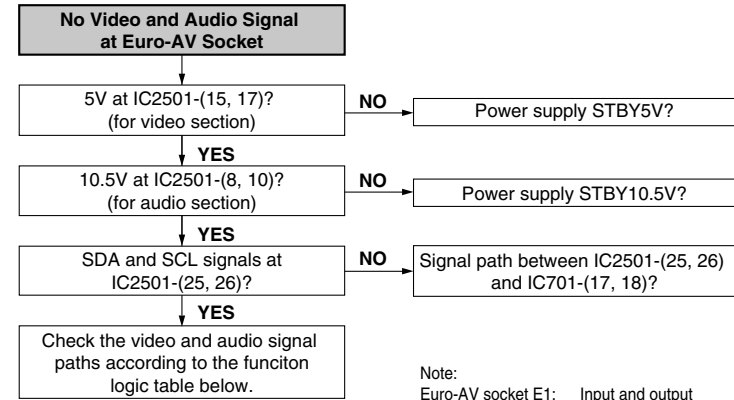 No Video and Audio Signal
at Euro-AV Socket
5V at IC2501-(15, 17)?
(for video section)
NO
Power supply STBY5V?
YES
10.5V at IC2501-(8, 10)?
(for audio section)
NO
Power supply STBY10.5V?
YES
SDA and SCL signals at
IC2501-(25, 26)?
NO
Signal path between IC2501-(25, 26)
and IC701-(17, 18)?
YES
Check the video and audio signal
paths according to the funciton
logic table below.
Note:
Euro-AV socket E1: Input and output